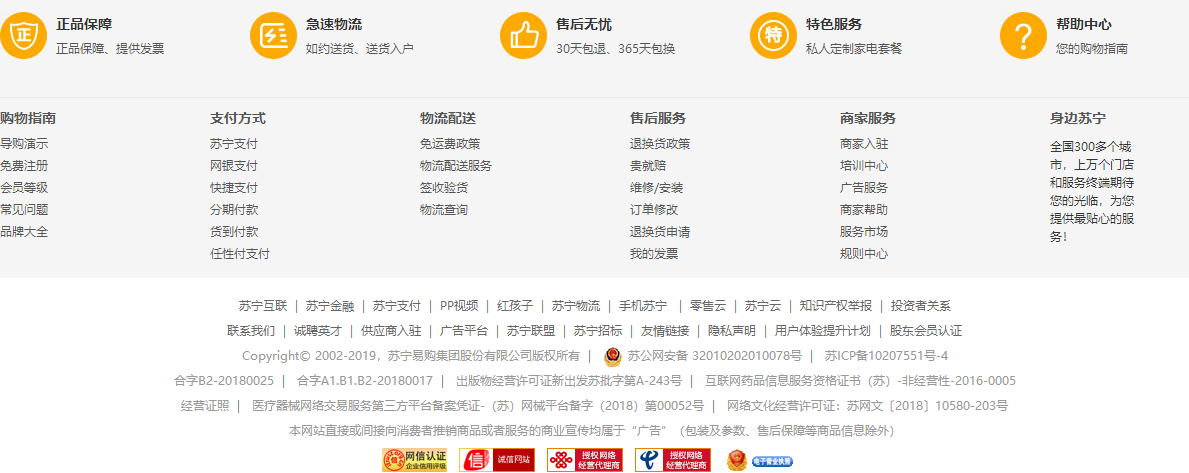 正 正品保障
正品保障、提供发票
急速物流
如约送货、送货入户
售后无忧
30天包退、365天包换
特 特色服务
私人定制家电套餐
? 帮助中心
您的购物指南
购物指南
导购演示
免费注册
会员等级
常见问题
品牌大全
支付方式
苏宁支付
网银支付
快捷支付
分期付款
货到付款
任性付支付
物流配送
免运费政策
物流配送服务
签收验货
物流查询
售后服务
退换货政策
贵就赔
维修/安装
订单修改
退换货申请
我的发票
商家服务
商家入驻
培训中心
广告服务
商家帮助
服务市场
规则中心
身边苏宁
全国300多个城
市，上万个门店
和服务终端期待
您的光临，为您
提供最贴心的服
务！
苏宁互联 | 苏宁金融 | 苏宁支付 | PP视频 | 红孩子 | 苏宁物流 | 手机苏宁 | 零售云 | 苏宁云 | 知识产权举报 | 投资者关系
联系我们 | 诚聘英才 | 供应商入驻 | 广告平台 | 苏宁联盟 | 苏宁招标 | 友情链接 | 隐私声明 | 用户体验提升计划 | 股东会员认证
Copyright© 2002-2019，苏宁易购集团股份有限公司版权所有 | 苏公网安备 32010202010078号 | 苏ICP备10207551号-4
合字B2-20180025 | 合字A1.B1.B2-20180017 | 出版物经营许可证新出发苏批字第A-243号 | 互联网药品信息服务资格证书（苏）-非经营性-2016-0005
经营证照 | 医疗器械网络交易服务第三方平台备案凭证-（苏）网械平台备字（2018）第00052号 | 网络文化经营许可证：苏网文〔2018〕10580-203号
本网站直接或间接向消费者推销商品或者服务的商业宣传均属于“广告”（包装及参数、售后保障等商品信息除外）
信 网信认证
企业信用评级
信 诚信网站
授权网络
经营代理商
授权网络
经营代理商
电子营业执照